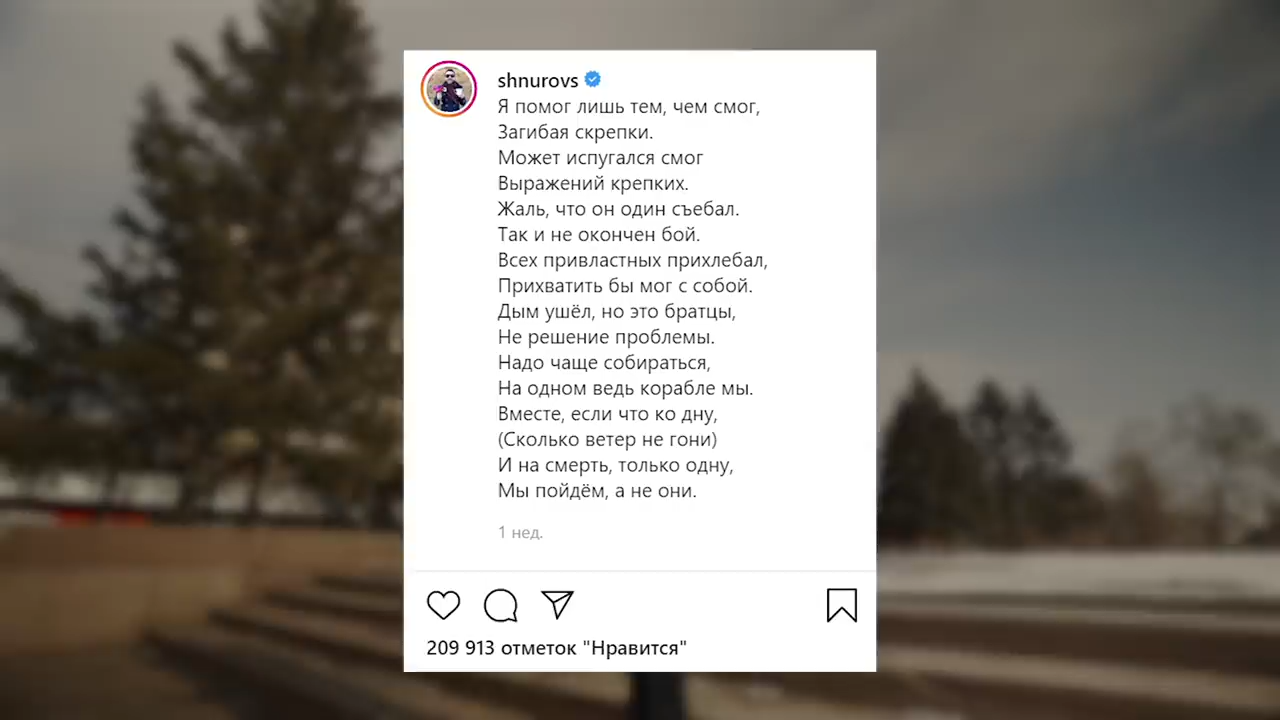 shnurovs
Я помог лишь тем, чем смог,
Загибая скрепки.
Может испугался смог
Выражений крепких.
Жаль, что он один съебал.
Так и не окончен бой.
Всех привластных прихлебал,
Прихватить бы мог с собой.
Дым ушёл, но это братцы,
Не решение проблемы.
Надо чаще собираться,
На одном ведь корабле мы.
Вместе, если что ко дну,
(Сколько ветер не гони)
И на смерть, только одну,
Мы пойдём, а не они.
1 нед.
209 913 отметок "Нравится"